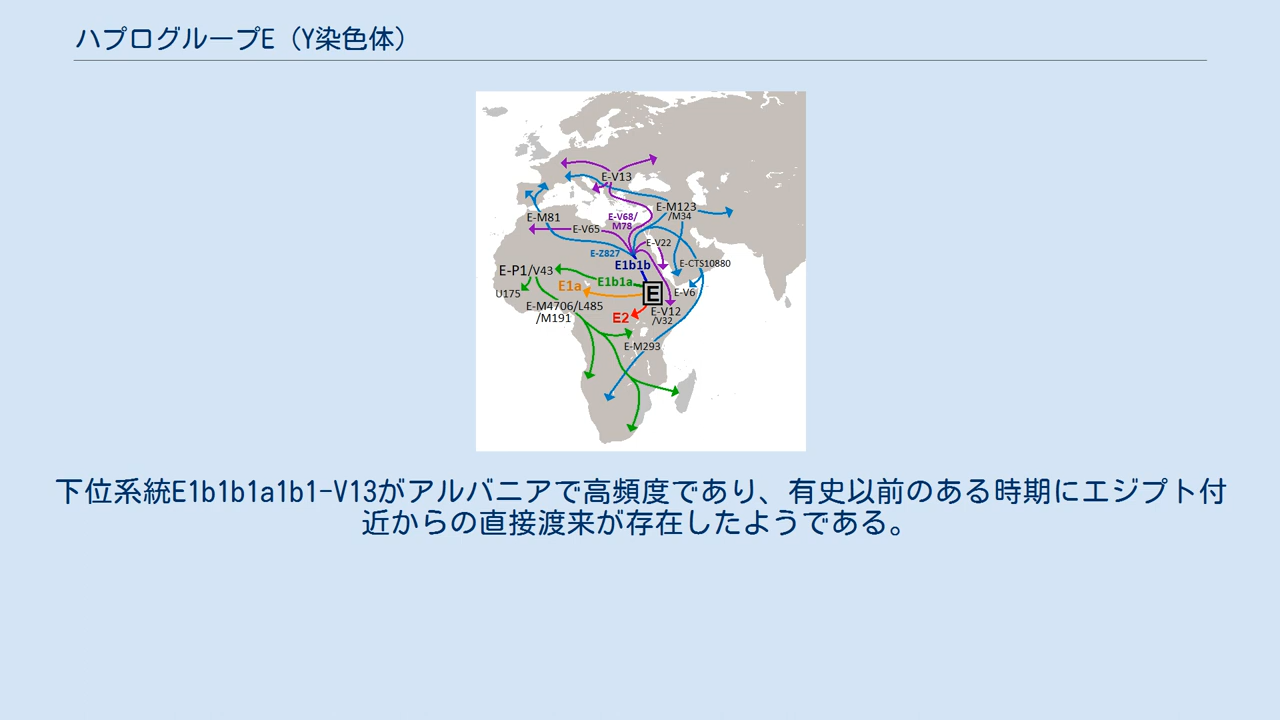 ハプログループE（Y染色体）
E-V13
E-M123
/M34
E-M81
E-V65
E-V68/
M78
E-V22
E-Z827
E1b1b
E-CTS10880
E-P1/V43
E1b1a
E1a
E
E-V6
U175
E-M4706/L485
/M191
E2
E-V12
/V32
E-M293
下位系統E1b1b1a1b1-V13がアルバニアで高頻度であり、有史以前のある時期にエジプト付
近からの直接渡来が存在したようである。